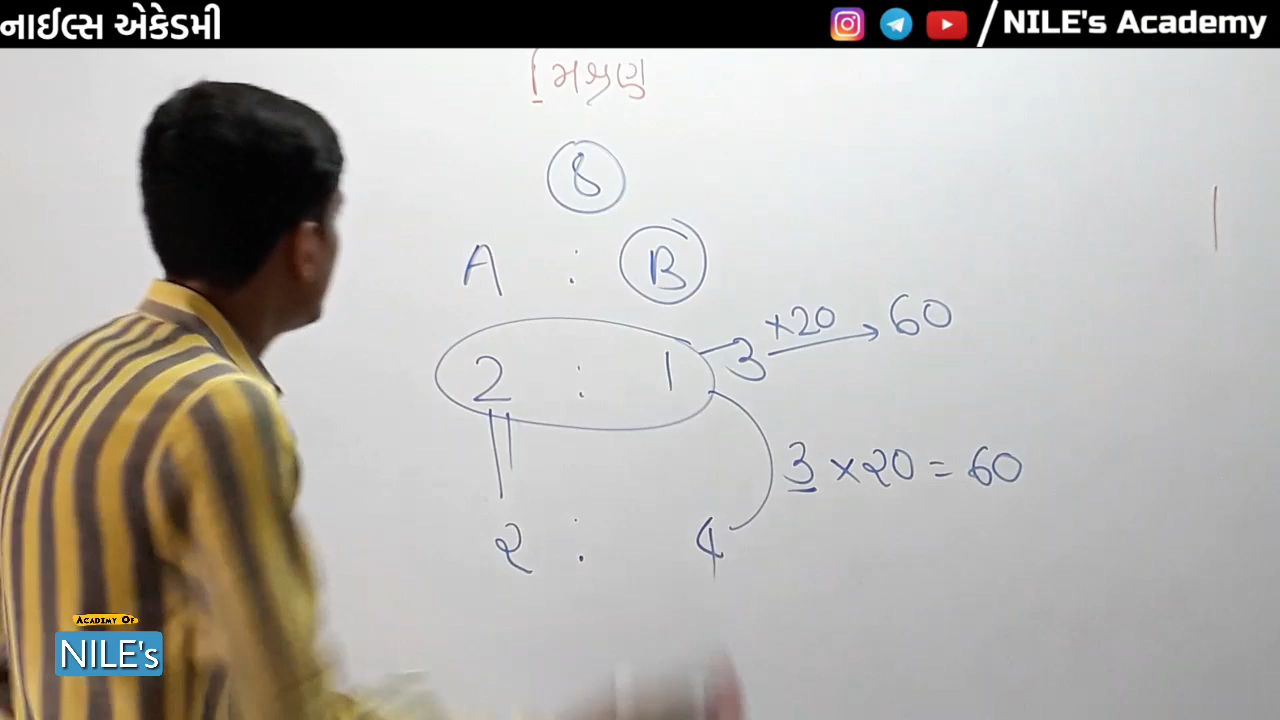 નાઈલ્સ એકેડમી
/ NILE's Academy
મિશ્રણ
8
A : B
2 : 1 3 ×20 → 60
3 × ૨0 = 60
૨ : 4
ACADEMY OF
NILE's